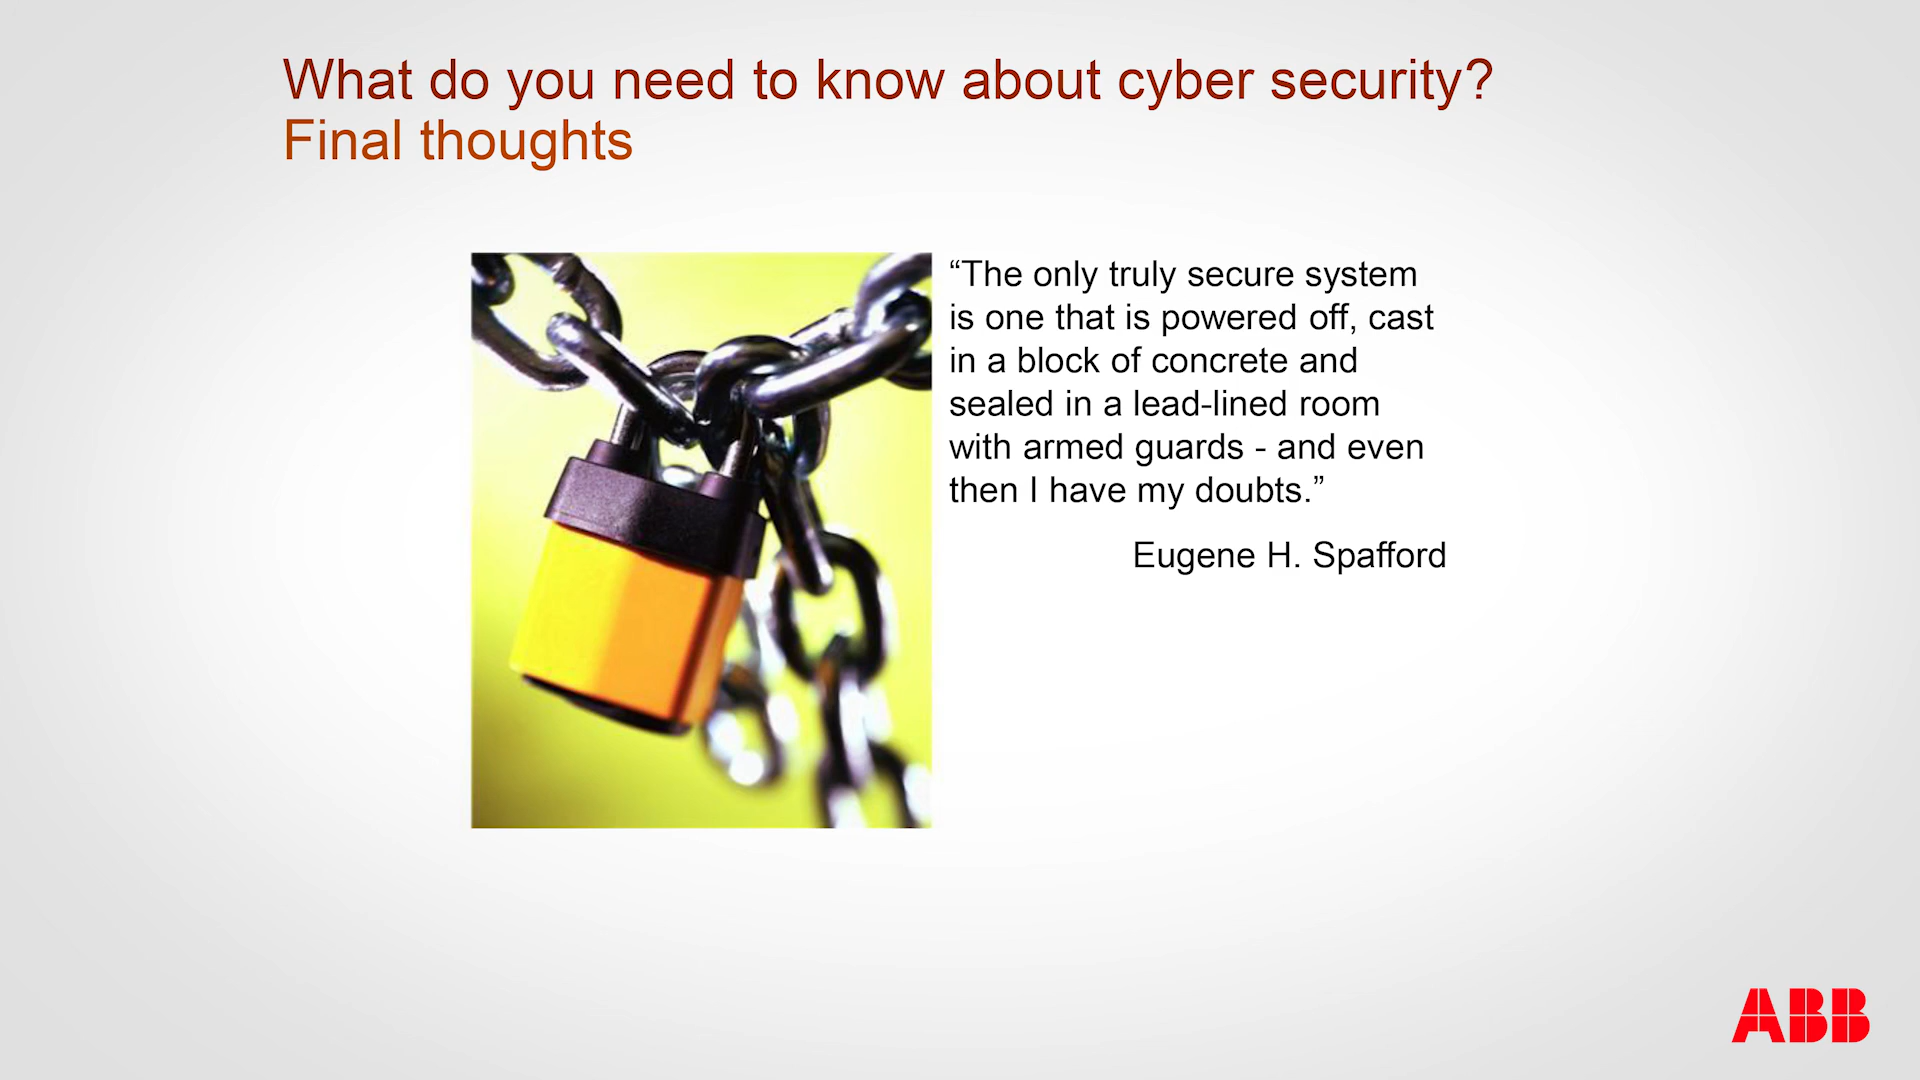 What do you need to know about cyber security?
Final thoughts
“The only truly secure system
is one that is powered off, cast
in a block of concrete and
sealed in a lead-lined room
with armed guards - and even
then I have my doubts.”
Eugene H. Spafford
ABB